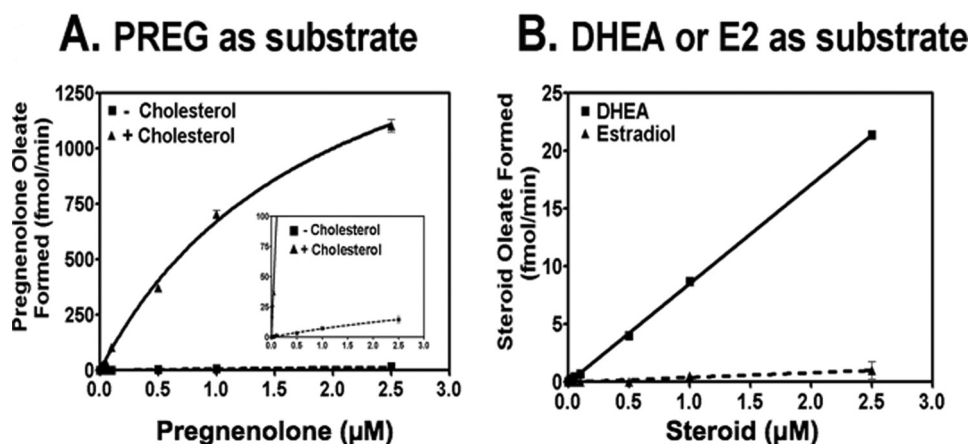 A. PREG as substrate
Pregnenolone Oleate
Formed (fmol/min)
1250
1000
750
500
250
0
- Cholesterol
+ Cholesterol
100
75
50
25
0
- Cholesterol
+ Cholesterol
0.0 0.5 1.0 1.5 2.0 2.5 3.0
0.0 0.5 1.0 1.5 2.0 2.5 3.0
Pregnenolone (µM)
B. DHEA or E2 as substrate
Steroid Oleate Formed
(fmol/min)
25
20
15
10
5
0
DHEA
Estradiol
0.0 0.5 1.0 1.5 2.0 2.5 3.0
Steroid (µM)